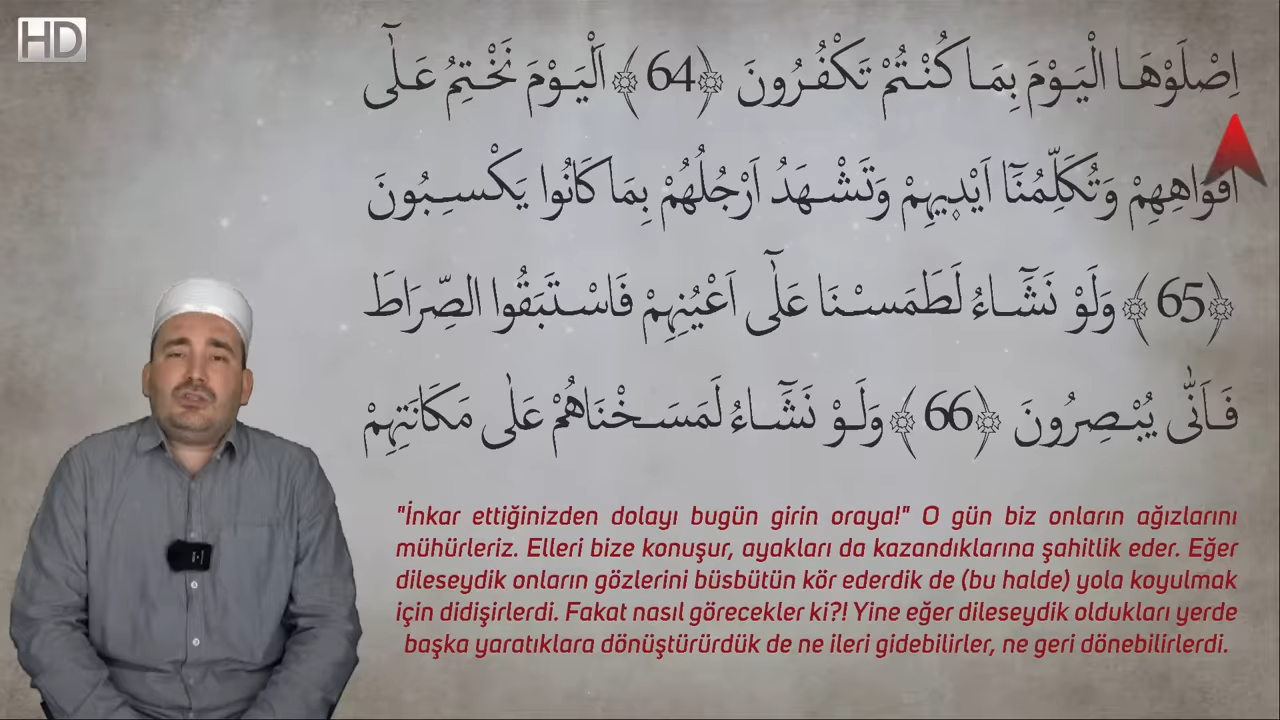 HD
اِصْلَوْهَا الْيَوْمَ بِمَا كُنْتُمْ تَكْفُرُونَ ﴿64﴾ اَلْيَوْمَ نَخْتِمُ عَلٰٓى
اَفْوَاهِهِمْ وَتُكَلِّمُنَٓا اَيْد۪يهِمْ وَتَشْهَدُ اَرْجُلُهُمْ بِمَا كَانُوا يَكْسِبُونَ
﴿65﴾ وَلَوْ نَشَٓاءُ لَطَمَسْنَا عَلٰٓى اَعْيُنِهِمْ فَاسْتَبَقُوا الصِّرَاطَ
فَاَنّٰى يُبْصِرُونَ ﴿66﴾ وَلَوْ نَشَٓاءُ لَمَسَخْنَاهُمْ عَلٰى مَكَانَتِهِمْ
"İnkar ettiğinizden dolayı bugün girin oraya!" O gün biz onların ağızlarını
mühürleriz. Elleri bize konuşur, ayakları da kazandıklarına şahitlik eder. Eğer
dileseydik onların gözlerini büsbütün kör ederdik de (bu halde) yola koyulmak
için didişirlerdi. Fakat nasıl görecekler ki?! Yine eğer dileseydik oldukları yerde
başka yaratıklara dönüştürürdük de ne ileri gidebilirler, ne geri dönebilirlerdi.